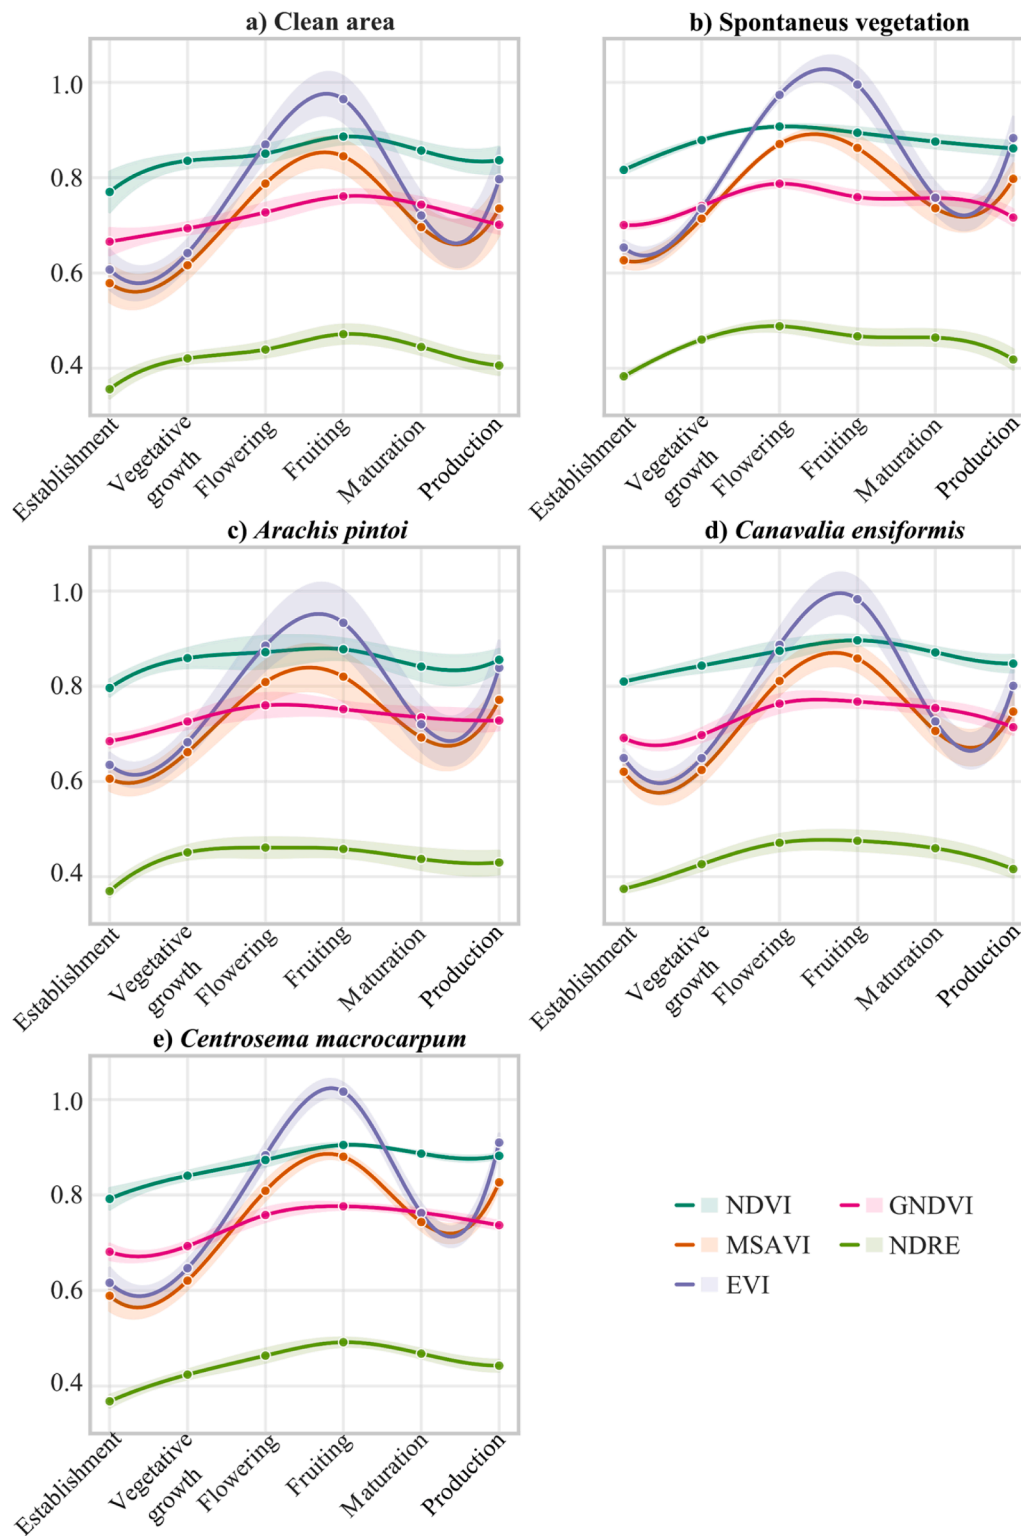 a) Clean area
1.0
0.8
0.6
0.4
Establishment
Vegetative
growth
Flowering
Fruiting
Maturation
Production
b) Spontaneus vegetation
Establishment
Vegetative
growth
Flowering
Fruiting
Maturation
Production
c) Arachis pintoi
1.0
0.8
0.6
0.4
Establishment
Vegetative
growth
Flowering
Fruiting
Maturation
Production
d) Canavalia ensiformis
Establishment
Vegetative
growth
Flowering
Fruiting
Maturation
Production
e) Centrosema macrocarpum
1.0
0.8
0.6
0.4
Establishment
Vegetative
growth
Flowering
Fruiting
Maturation
Production
NDVI
GNDVI
MSAVI
NDRE
EVI